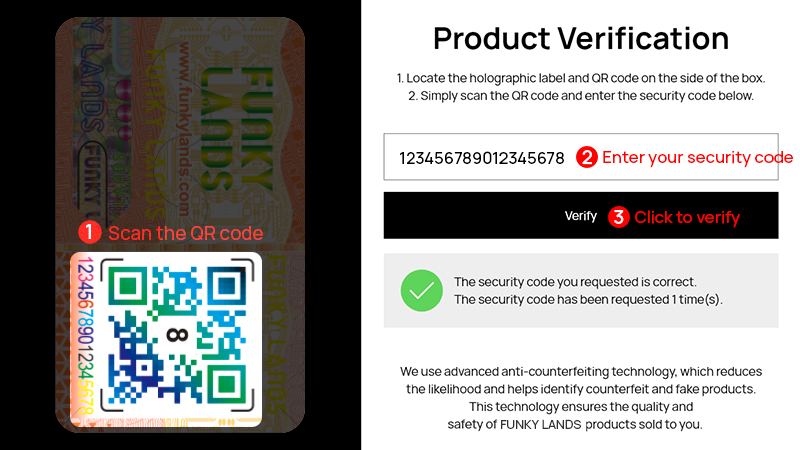 Y LANDS
FUNKY
FUNKY LANDS
www.funkylands.com
FUNKY
LANDS
1 Scan the QR code
123456789012345678
8
FUNKY LANDS
Product Verification
1. Locate the holographic label and QR code on the side of the box.
2. Simply scan the QR code and enter the security code below.
123456789012345678 2 Enter your security code
Verify 3 Click to verify
The security code you requested is correct.
The security code has been requested 1 time(s).
We use advanced anti-counterfeiting technology, which reduces
the likelihood and helps identify counterfeit and fake products.
This technology ensures the quality and
safety of FUNKY LANDS products sold to you.